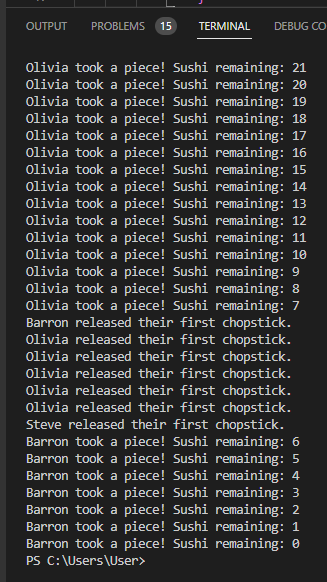 OUTPUT PROBLEMS 15 TERMINAL DEBUG CO
Olivia took a piece! Sushi remaining: 21
Olivia took a piece! Sushi remaining: 20
Olivia took a piece! Sushi remaining: 19
Olivia took a piece! Sushi remaining: 18
Olivia took a piece! Sushi remaining: 17
Olivia took a piece! Sushi remaining: 16
Olivia took a piece! Sushi remaining: 15
Olivia took a piece! Sushi remaining: 14
Olivia took a piece! Sushi remaining: 13
Olivia took a piece! Sushi remaining: 12
Olivia took a piece! Sushi remaining: 11
Olivia took a piece! Sushi remaining: 10
Olivia took a piece! Sushi remaining: 9
Olivia took a piece! Sushi remaining: 8
Olivia took a piece! Sushi remaining: 7
Barron released their first chopstick.
Olivia released their first chopstick.
Olivia released their first chopstick.
Olivia released their first chopstick.
Olivia released their first chopstick.
Olivia released their first chopstick.
Steve released their first chopstick.
Barron took a piece! Sushi remaining: 6
Barron took a piece! Sushi remaining: 5
Barron took a piece! Sushi remaining: 4
Barron took a piece! Sushi remaining: 3
Barron took a piece! Sushi remaining: 2
Barron took a piece! Sushi remaining: 1
Barron took a piece! Sushi remaining: 0
PS C:\Users\User>